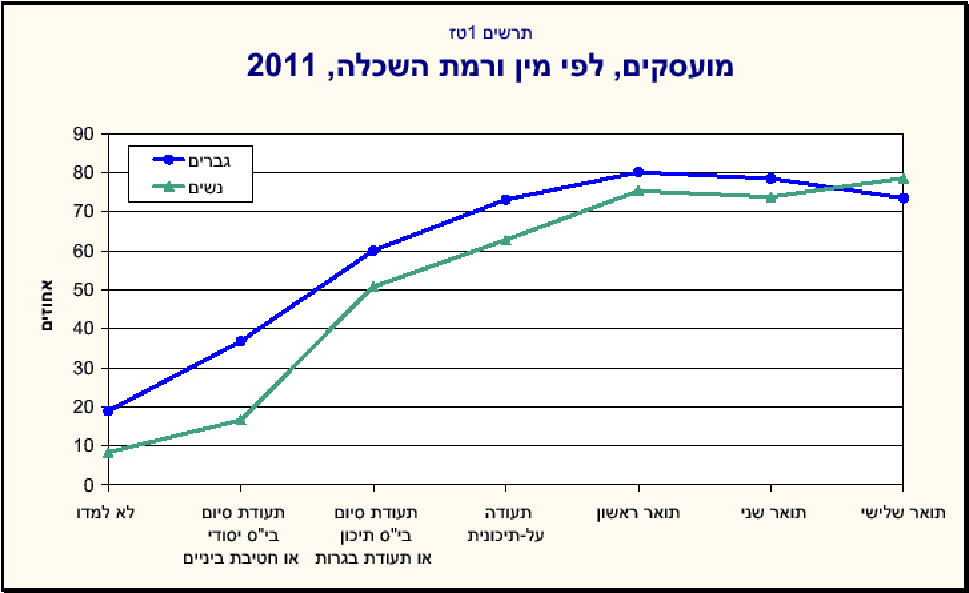 תרשים 1טז
מועסקים, לפי מין ורמת השכלה, 2011
90
80
70
60
50
40
30
20
10
0
אחוזים
גברים
נשים
לא למדו
תעודת סיום
בי"ס יסודי
או חטיבת ביניים
תעודת סיום
בי"ס תיכון
או תעודת בגרות
תעודה
על-תיכונית
תואר ראשון
תואר שני
תואר שלישי